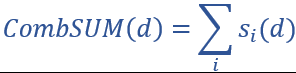 CombSUM(d) = ∑ᵢ sᵢ(d)